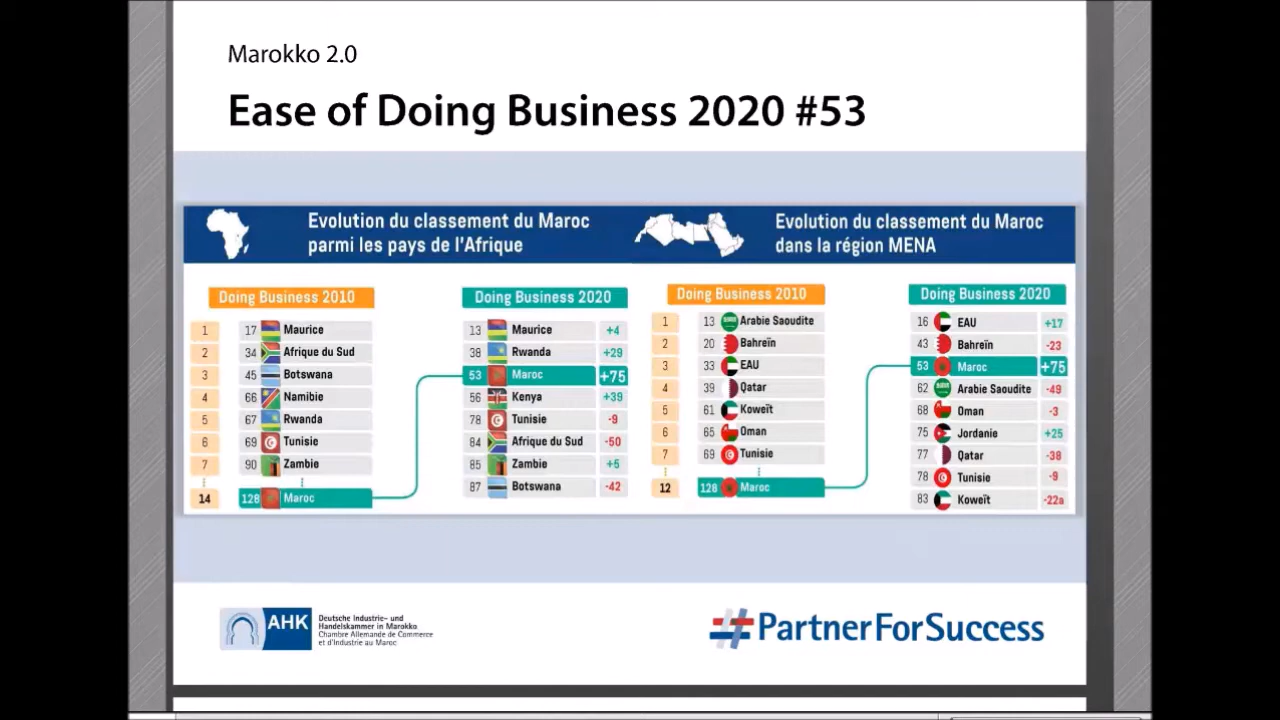 Marokko 2.0
Ease of Doing Business 2020 #53
Evolution du classement du Maroc
parmi les pays de l'Afrique
Doing Business 2010
1 17 Maurice
2 34 Afrique du Sud
3 45 Botswana
4 66 Namibie
5 67 Rwanda
6 69 Tunisie
7 90 Zambie
14 128 Maroc
Doing Business 2020
13 Maurice +4
38 Rwanda +29
53 Maroc +75
56 Kenya +39
78 Tunisie -9
84 Afrique du Sud -50
85 Zambie +5
87 Botswana -42
Evolution du classement du Maroc
dans la région MENA
Doing Business 2010
1 13 Arabie Saoudite
2 20 Bahreïn
3 33 EAU
4 39 Qatar
5 61 Koweït
6 65 Oman
7 69 Tunisie
12 128 Maroc
Doing Business 2020
16 EAU +17
43 Bahreïn -23
53 Maroc +75
62 Arabie Saoudite -49
68 Oman -3
75 Jordanie +25
77 Qatar -38
78 Tunisie -9
83 Koweït -22a
AHK
Deutsche Industrie- und
Handelskammer in Marokko
Chambre Allemande de Commerce
et d'Industrie au Maroc
#PartnerForSuccess